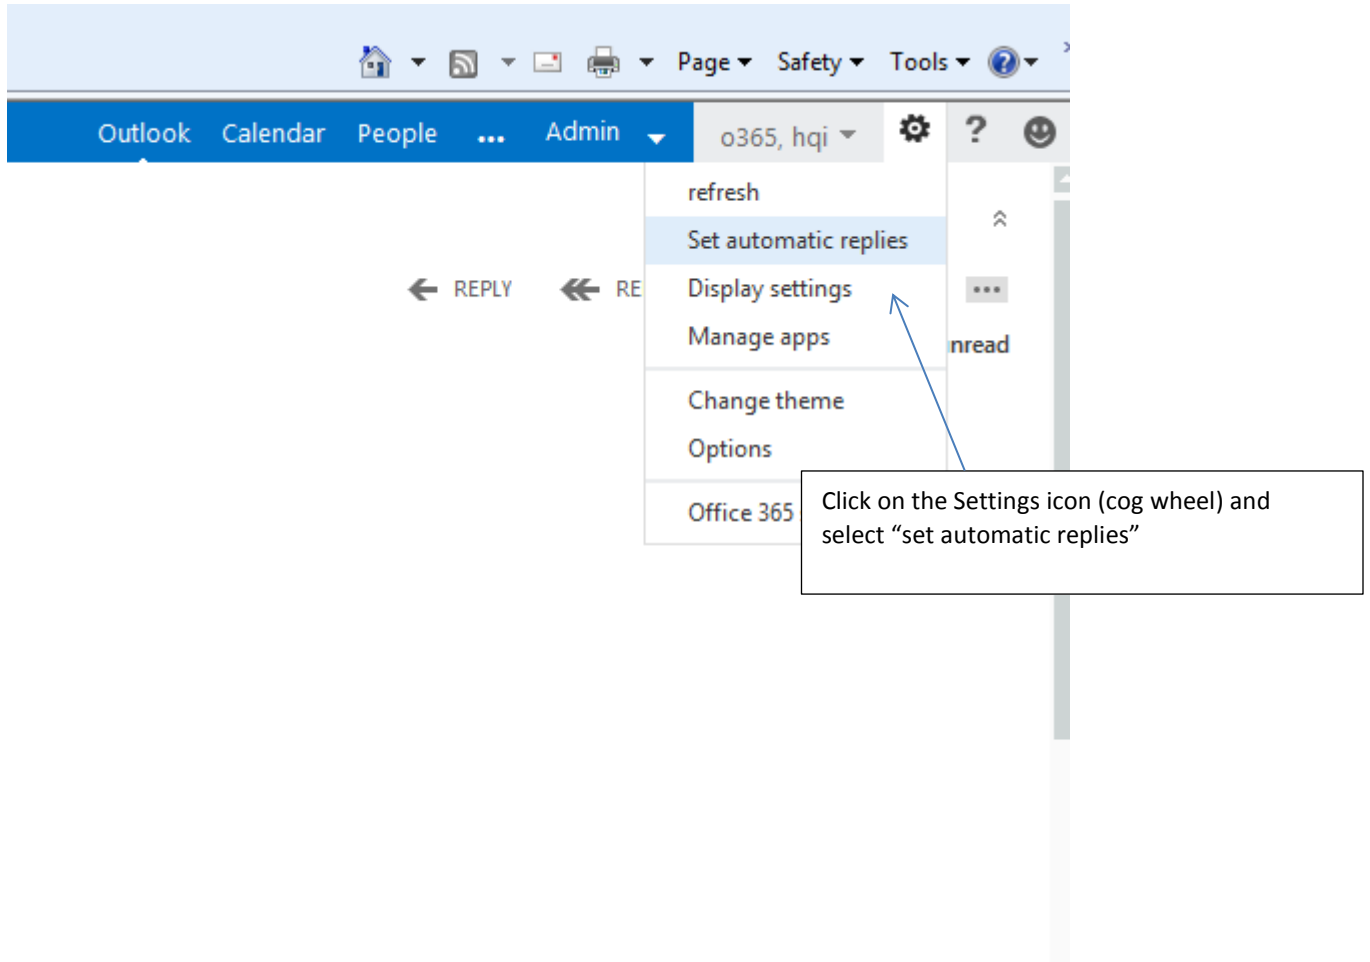 Page Safety Tools
Outlook Calendar People ... Admin o365, hqi ?
refresh
Set automatic replies
REPLY RE Display settings ...
Manage apps nread
Change theme
Options
Click on the Settings icon (cog wheel) and
Office 365
select “set automatic replies”